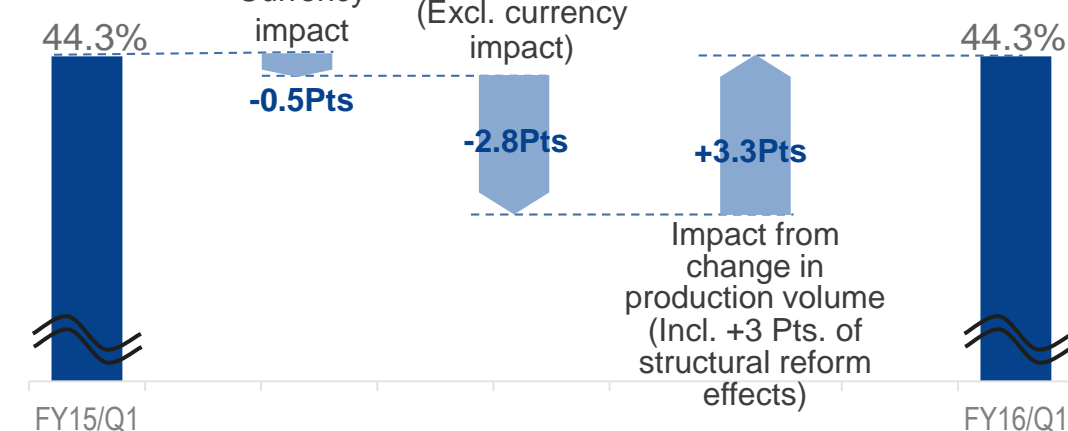 impact
(Excl. currency
impact)
44.3%
44.3%
-0.5Pts
-2.8Pts
+3.3Pts
Impact from
change in
production volume
(Incl. +3 Pts. of
structural reform
effects)
FY15/Q1
FY16/Q1